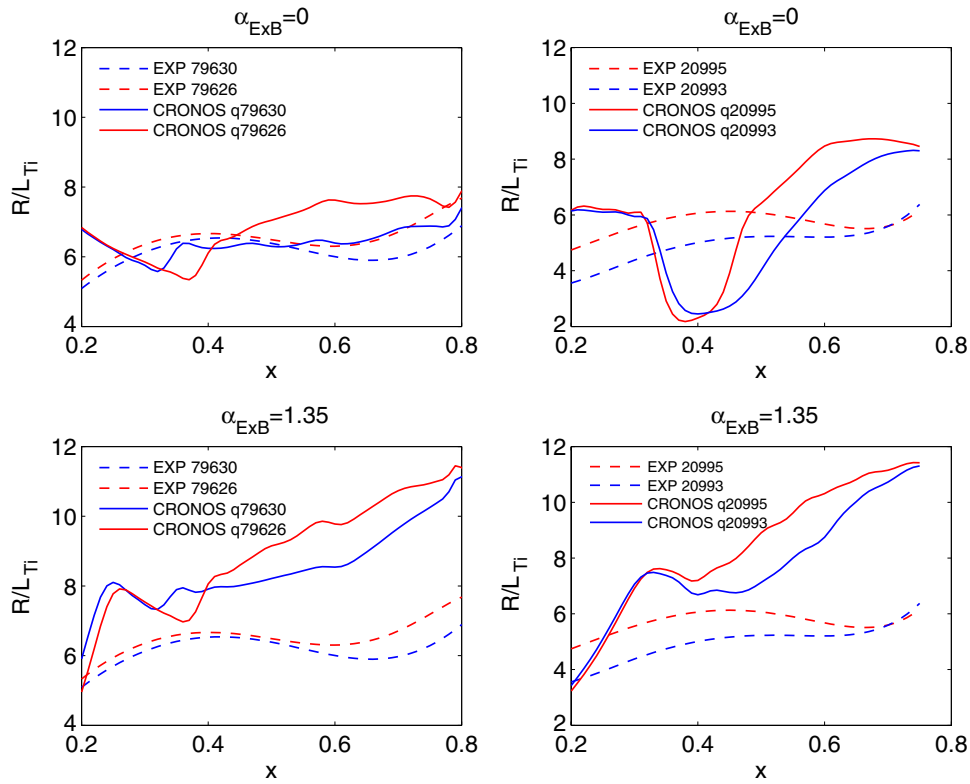 α_ExB=0
12
10
8
6
4
R/L_Ti
EXP 79630
EXP 79626
CRONOS q79630
CRONOS q79626
0.2 0.4 0.6 0.8
x
α_ExB=0
12
10
8
6
4
2
R/L_Ti
EXP 20995
EXP 20993
CRONOS q20995
CRONOS q20993
0.2 0.4 0.6 0.8
x
α_ExB=1.35
12
10
8
6
4
R/L_Ti
EXP 79630
EXP 79626
CRONOS q79630
CRONOS q79626
0.2 0.4 0.6 0.8
x
α_ExB=1.35
12
10
8
6
4
2
R/L_Ti
EXP 20995
EXP 20993
CRONOS q20995
CRONOS q20993
0.2 0.4 0.6 0.8
x